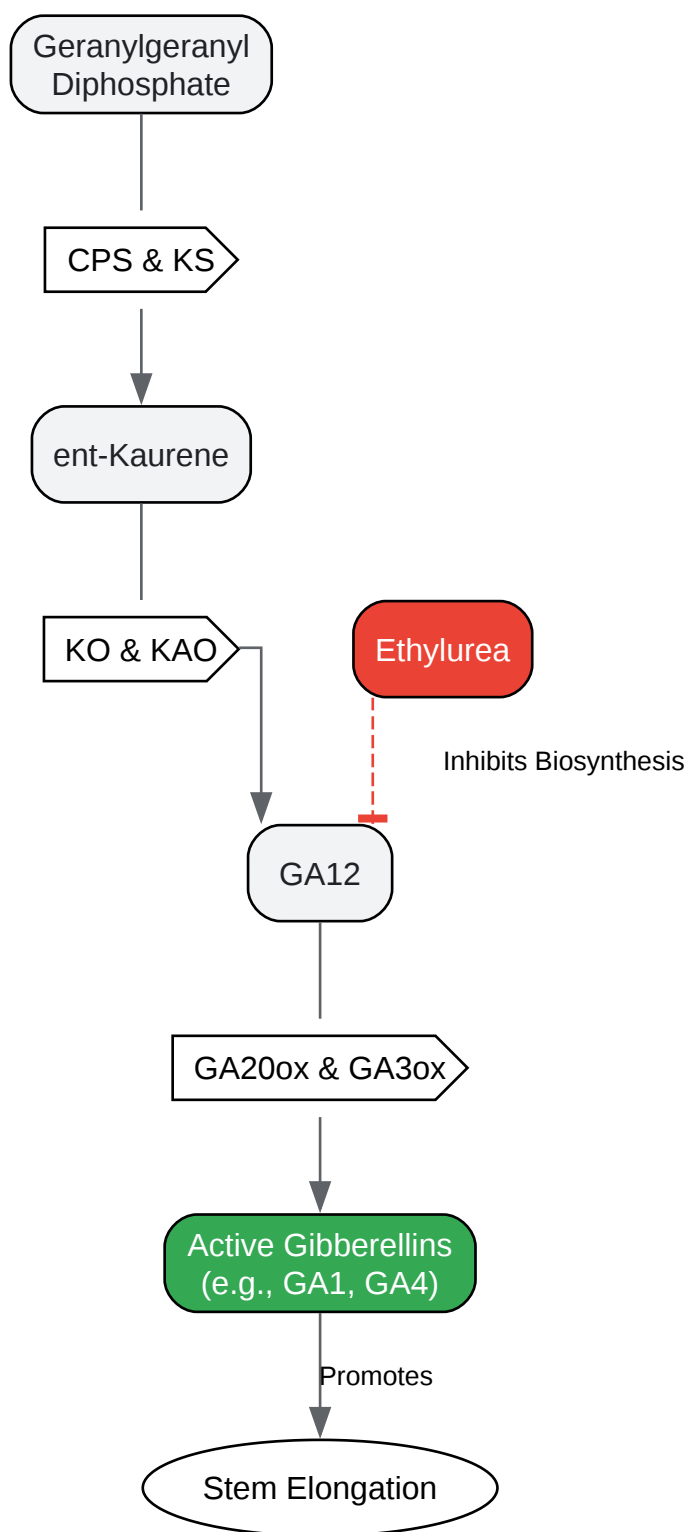 Geranylgeranyl
Diphosphate
CPS & KS
ent-Kaurene
KO & KAO
Ethylurea
Inhibits Biosynthesis
GA12
GA20ox & GA3ox
Active Gibberellins
(e.g., GA1, GA4)
Promotes
Stem Elongation